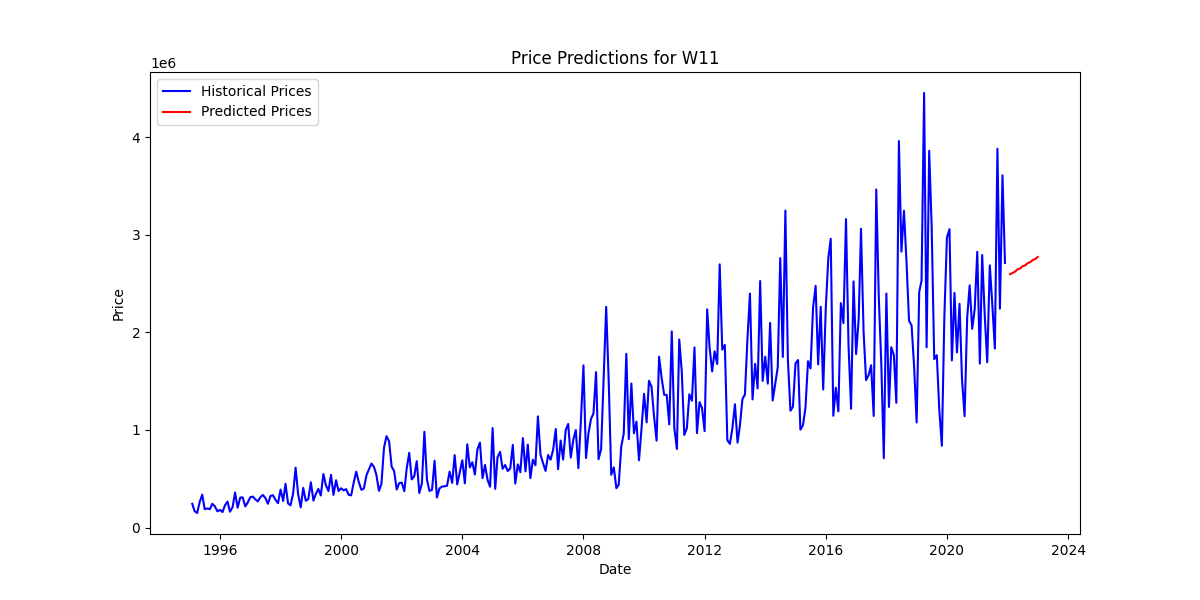 Price Predictions for W11
1e6
Historical Prices
Predicted Prices
4
3
2
1
0
Price
1996 2000 2004 2008 2012 2016 2020 2024
Date